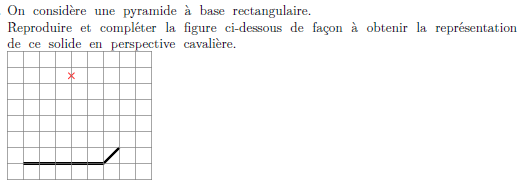 On considère une pyramide à base rectangulaire.
Reproduire et compléter la figure ci-dessous de façon à obtenir la représentation
de ce solide en perspective cavalière.